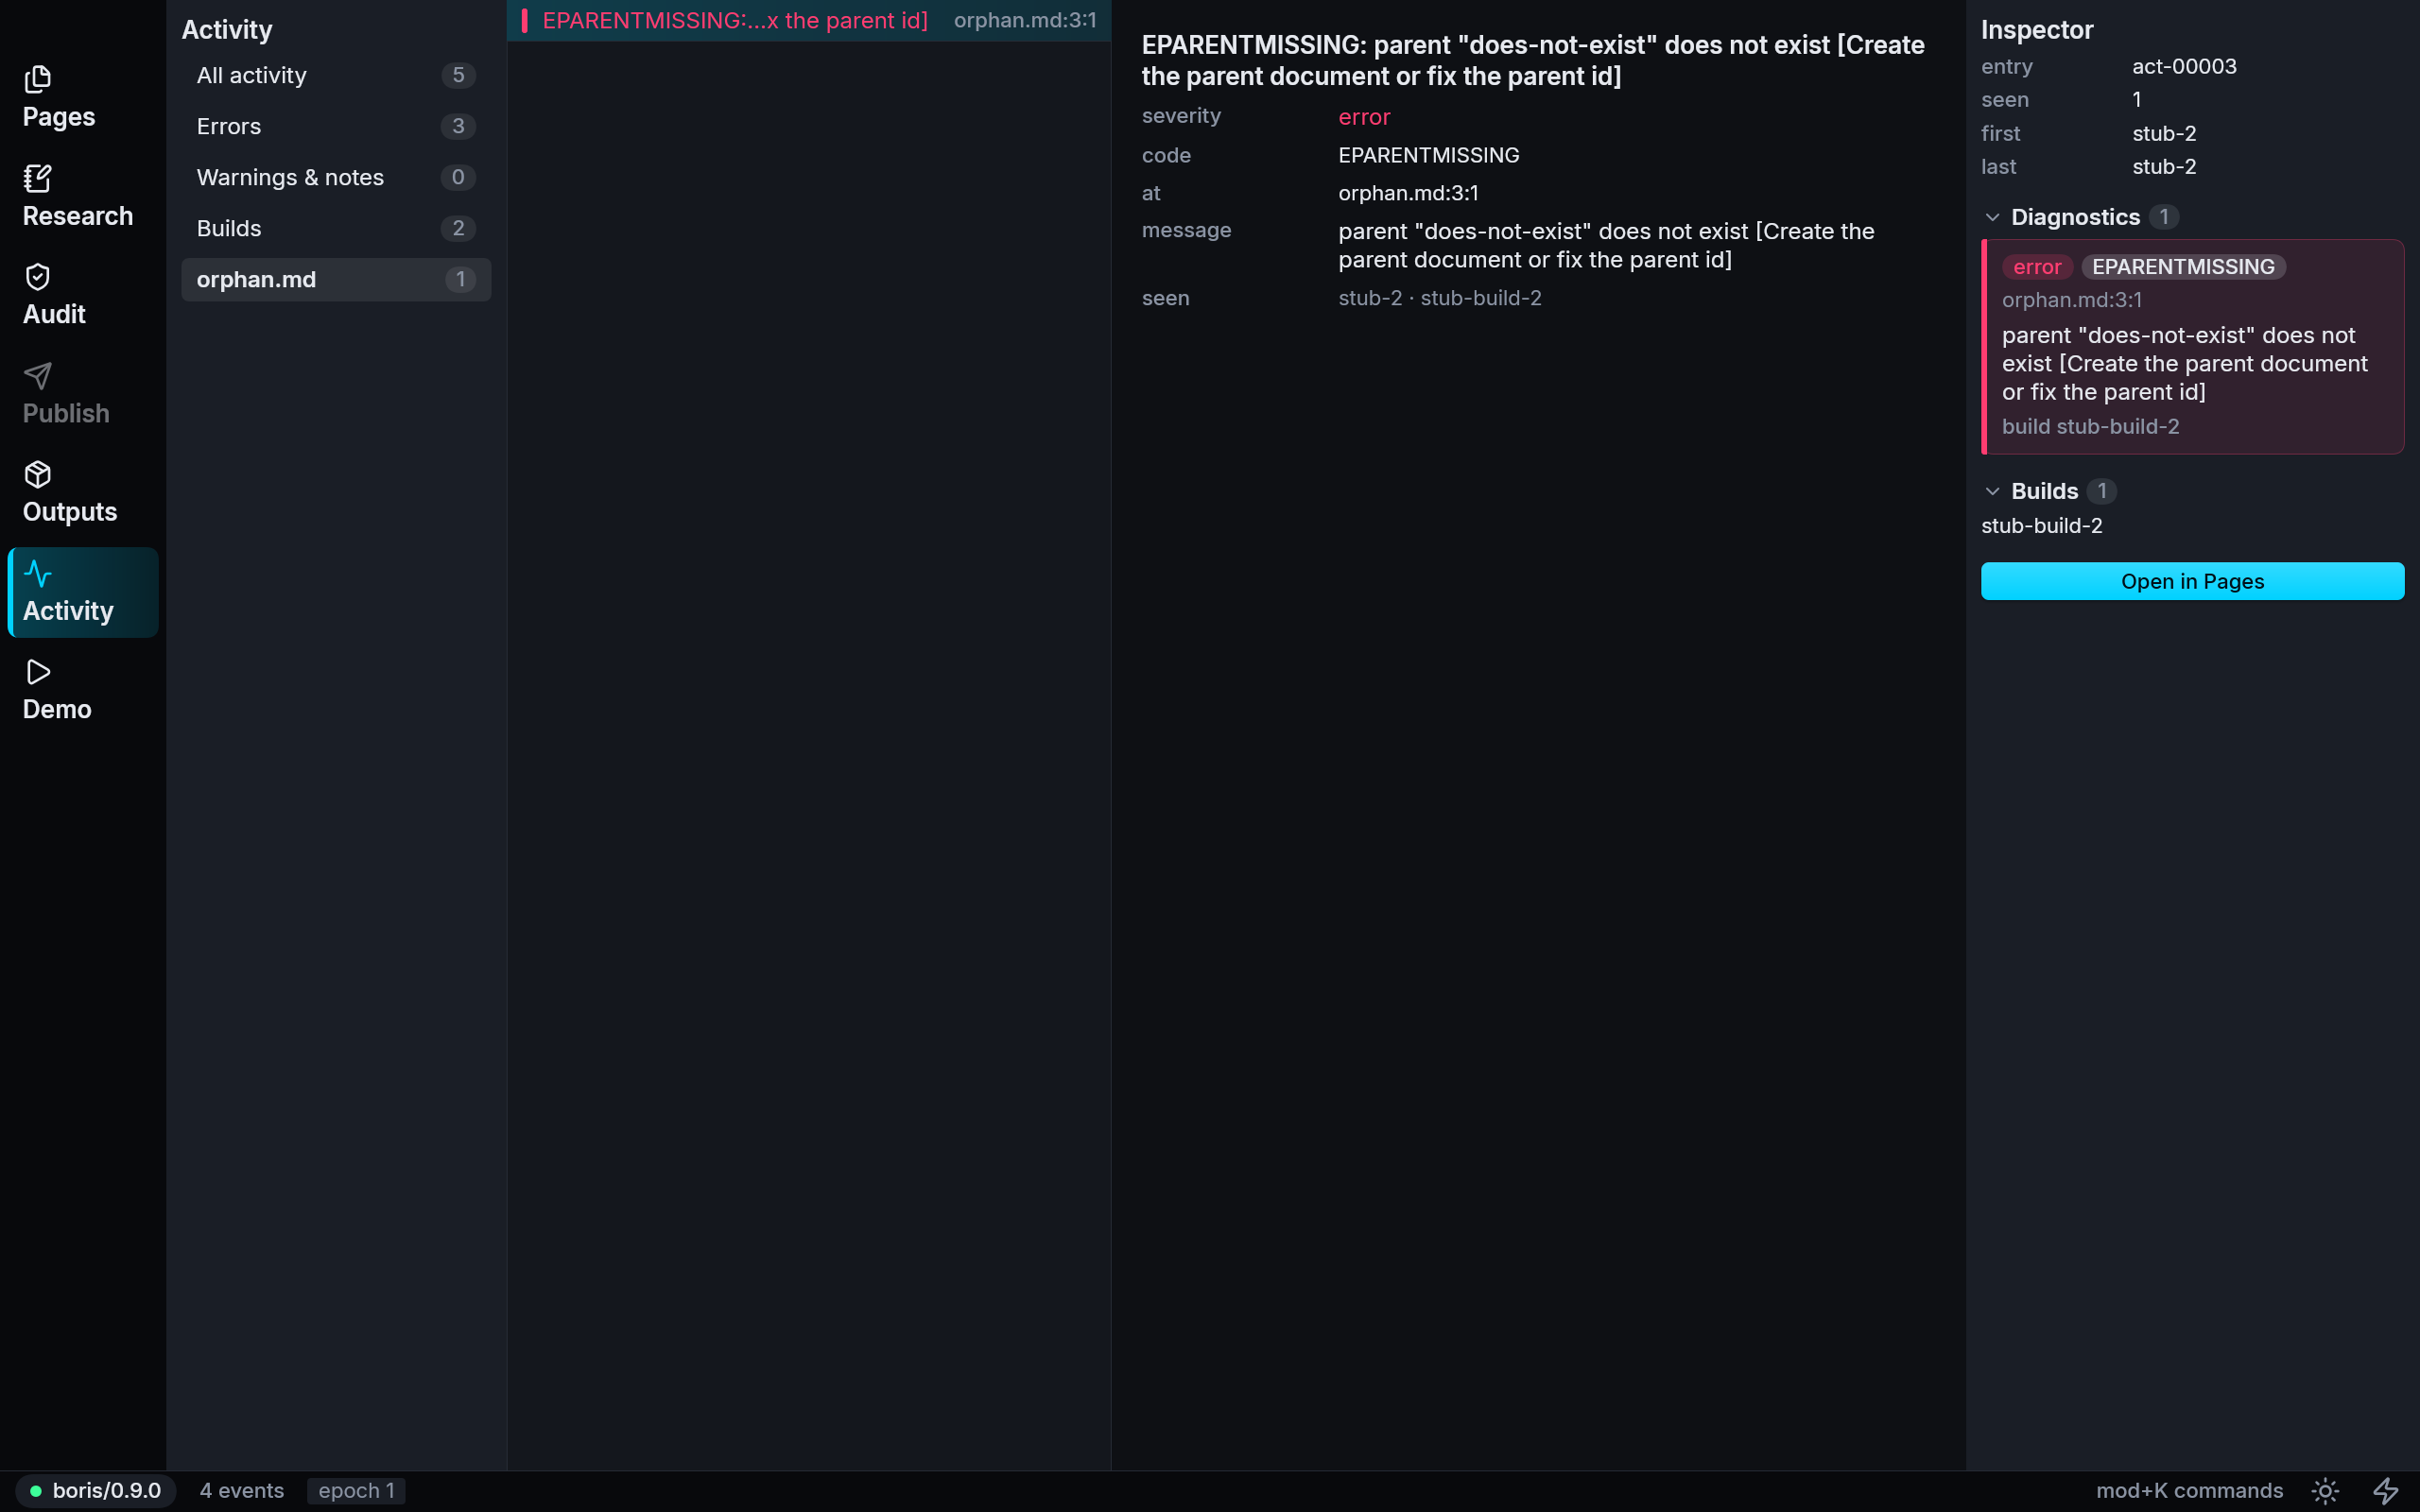 Pages
Research
Audit
Publish
Outputs
Activity
Demo
Activity
All activity 5
Errors 3
Warnings & notes 0
Builds 2
orphan.md 1
EPARENTMISSING:...x the parent id] orphan.md:3:1
EPARENTMISSING: parent "does-not-exist" does not exist [Create
the parent document or fix the parent id]
severity error
code EPARENTMISSING
at orphan.md:3:1
message parent "does-not-exist" does not exist [Create the
parent document or fix the parent id]
seen stub-2 · stub-build-2
Inspector
entry act-00003
seen 1
first stub-2
last stub-2
Diagnostics 1
error EPARENTMISSING
orphan.md:3:1
parent "does-not-exist" does not
exist [Create the parent document
or fix the parent id]
build stub-build-2
Builds 1
stub-build-2
Open in Pages
boris/0.9.0 4 events epoch 1 mod+K commands